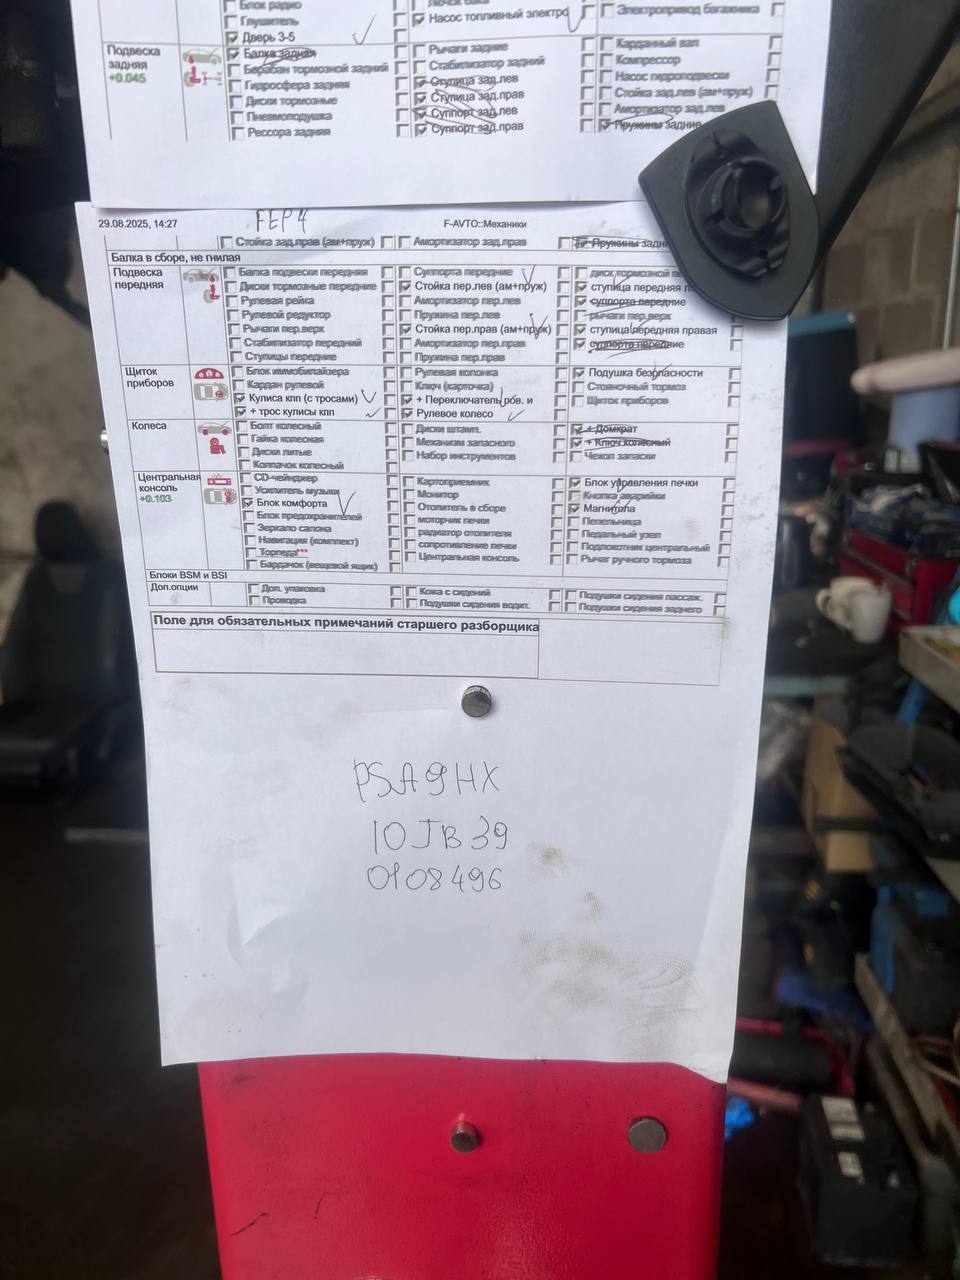 Блок радио
Глушитель
Насос топливный электро
Электропривод багажника
Дверь 3-5
Подвеска задняя +0.045
Балка задняя
Рычаги задние
Карданный вал
Барабан тормозной задний
Стабилизатор задний
Компрессор
Гидросфера задняя
Ступица зад.лев
Насос гидроподвески
Диски тормозные
Ступица зад.прав
Стойка зад.лев (ам+пруж)
Пневмоподушка
Суппорт зад.лев
Амортизатор зад.лев
Рессора задняя
Суппорт зад.прав
Пружины задние
29.08.2025, 14:27
FEP4
F-AVTO::Механики
Стойка зад.прав (ам+пруж)
Амортизатор зад.прав
Пружины задн
Балка в сборе, не гнилая
Подвеска передняя
Балка подвески передняя
Суппорта передние
диск тормозной пе
Диски тормозные передние
Стойка пер.лев (ам+пруж)
ступица передняя л
Рулевая рейка
Амортизатор пер.лев
суппорта передние
Рулевой редуктор
Пружина пер.лев
рычаги пер.верх
Рычаги пер.верх
Стойка пер.прав (ам+пруж)
ступица передняя правая
Стабилизатор передний
Амортизатор пер.прав
суппорта передние
Ступицы передние
Пружина пер.прав
Щиток приборов
Блок иммобилайзера
Рулевая колонка
Подушка безопасности
Кардан рулевой
Ключ (карточка)
Стояночный тормоз
Кулиса кпп (с тросами)
+ Переключатель пов. и
Щиток приборов
+ трос кулисы кпп
Рулевое колесо
Колеса
Болт колесный
Диски штамп.
+ Домкрат
Гайка колесная
Механизм запасного
+ Ключ колесный
Диски литые
Набор инструментов
Чехол запаски
Колпачок колесный
Центральная консоль +0.103
CD-чейнджер
Картоприемник
Блок управления печки
Усилитель музыки
Монитор
Кнопка аварийки
Блок комфорта
Отопитель в сборе
Магнитола
Блок предохранителей
моторчик печки
Пепельница
Зеркало салона
радиатор отопителя
Педальный узел
Навигация (комплект)
сопротивление печки
Подлокотник центральный
Торпеда***
Центральная консоль
Рычаг ручного тормоза
Бардачок (вещевой ящик)
Блоки BSM и BSI
Доп.опции
Доп. упаковка
Кожа с сидений
Подушки сидения пассаж.
Проводка
Подушки сидения водит.
Подушки сидения заднего
Поле для обязательных примечаний старшего разборщика
PSA9HX
10JB39
0108496